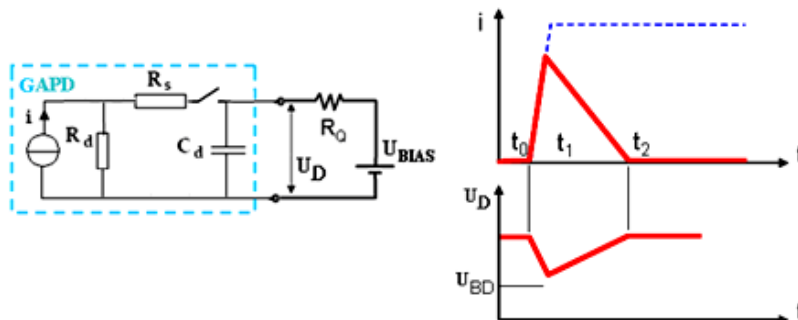 GAPD
R_s
i
R_d
C_d
U_D
R_Q
U_BIAS
i
t_0
t_1
t_2
U_D
U_BD